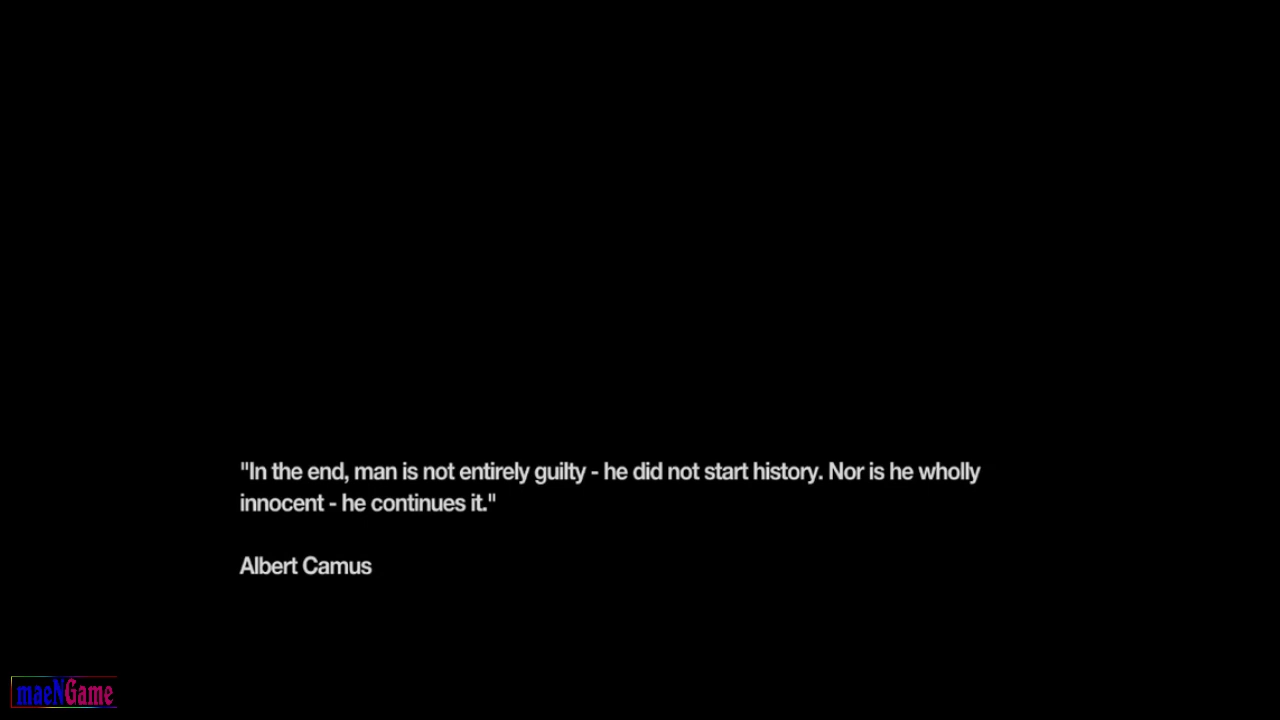 "In the end, man is not entirely guilty - he did not start history. Nor is he wholly
innocent - he continues it."
Albert Camus
maeNGame